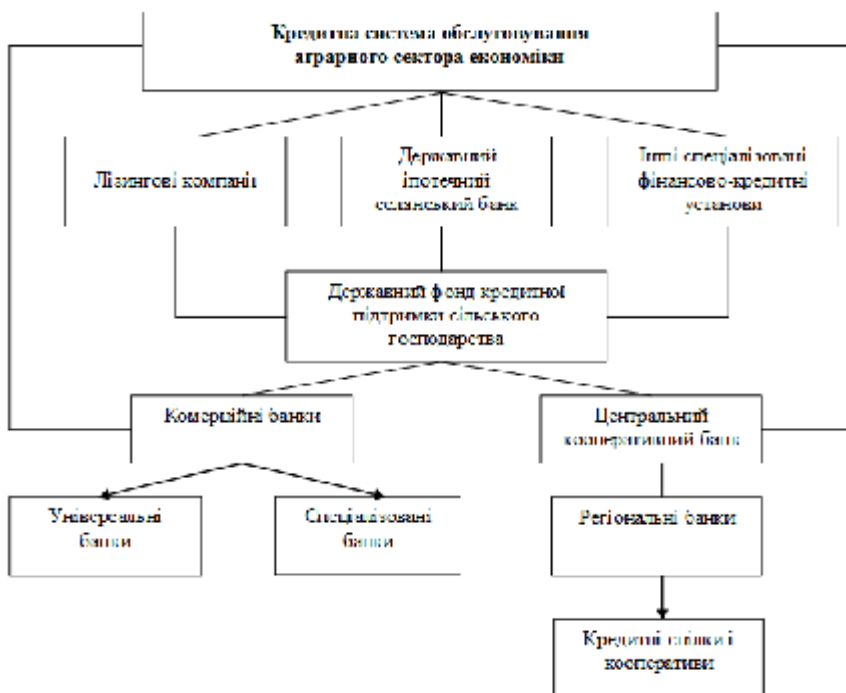 Кредитна система обслуговування
аграрного сектора економіки
Лізингові компанії
Державний
іпотечний
селянський банк
Інші спеціалізовані
фінансово-кредитні
установи
Державний фонд кредитної
підтримки сільського
господарства
Комерційні банки
Центральний
кооперативний банк
Універсальні
банки
Спеціалізовані
банки
Регіональні банки
Кредитні спілки і
кооперативи